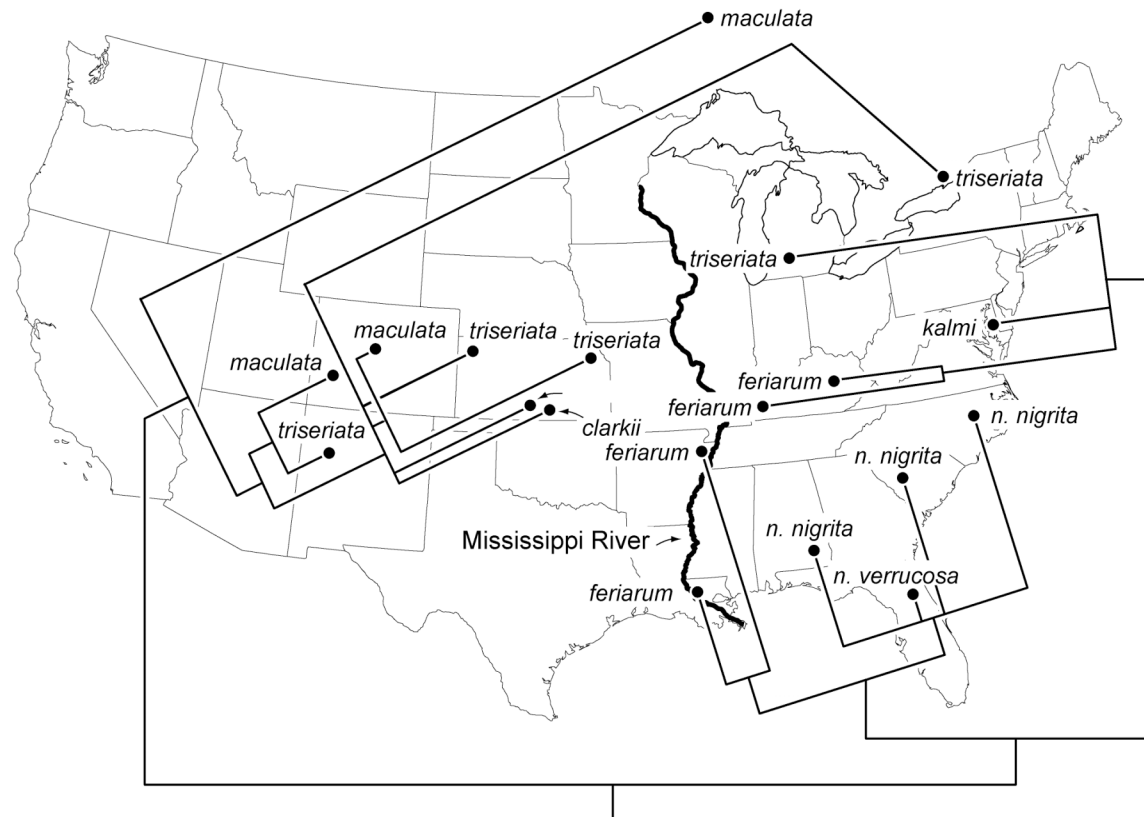 maculata
triseriata
triseriata
kalmi
maculata
triseriata
triseriata
maculata
feriarum
feriarum
n. nigrita
triseriata
clarkii
feriarum
n. nigrita
Mississippi River
n. nigrita
n. verrucosa
feriarum